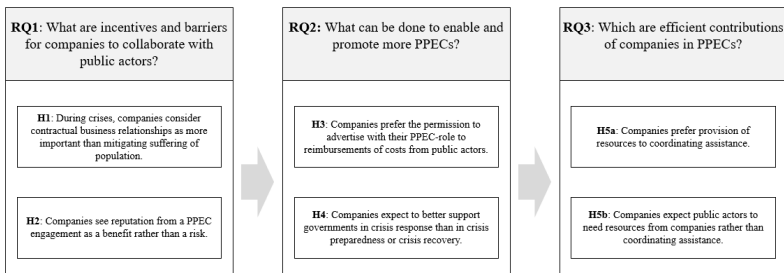 RQ1: What are incentives and barriers
for companies to collaborate with
public actors?
H1: During crises, companies consider
contractual business relationships as more
important than mitigating suffering of
population.
H2: Companies see reputation from a PPEC
engagement as a benefit rather than a risk.
RQ2: What can be done to enable and
promote more PPECs?
H3: Companies prefer the permission to
advertise with their PPEC-role to
reimbursements of costs from public actors.
H4: Companies expect to better support
governments in crisis response than in crisis
preparedness or crisis recovery.
RQ3: Which are efficient contributions
of companies in PPECs?
H5a: Companies prefer provision of
resources to coordinating assistance.
H5b: Companies expect public actors to
need resources from companies rather than
coordinating assistance.